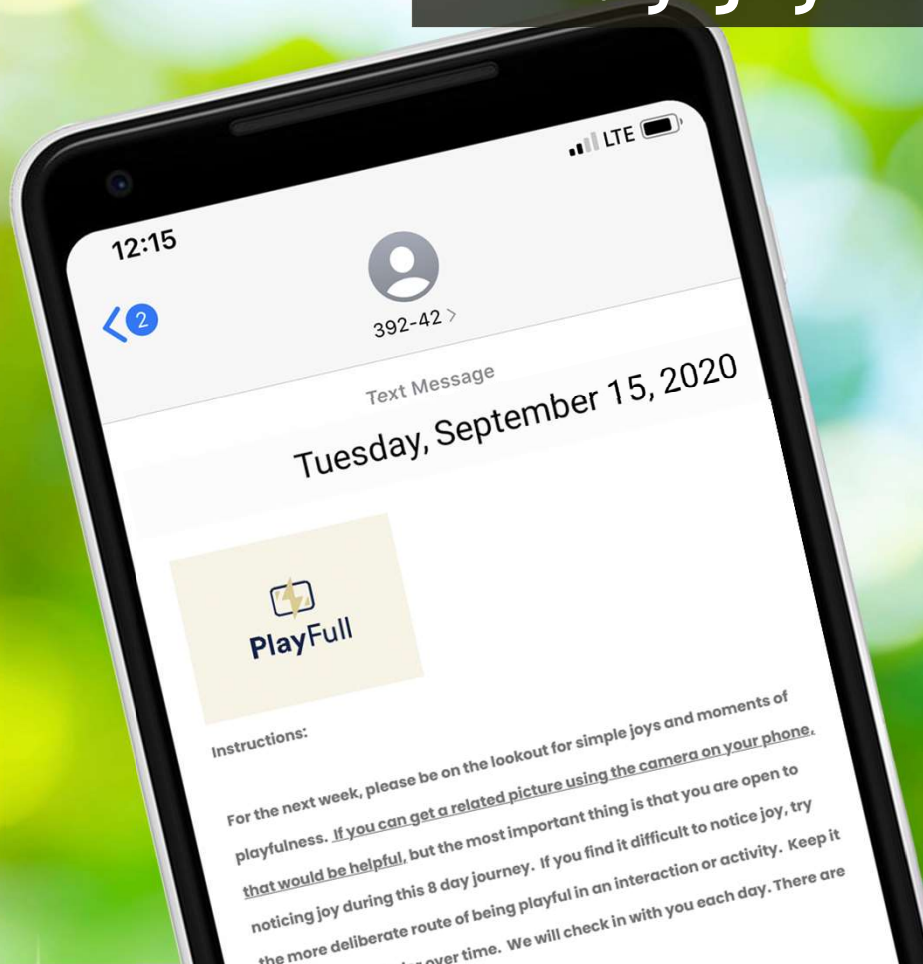 LTE
12:15
2
392-42 >
Text Message
Tuesday, September 15, 2020
PlayFull
Instructions:
For the next week, please be on the lookout for simple joys and moments of
playfulness. If you can get a related picture using the camera on your phone,
that would be helpful, but the most important thing is that you are open to
noticing joy during this 8 day journey. If you find it difficult to notice joy, try
the more deliberate route of being playful in an interaction or activity. Keep it
over time. We will check in with you each day. There are